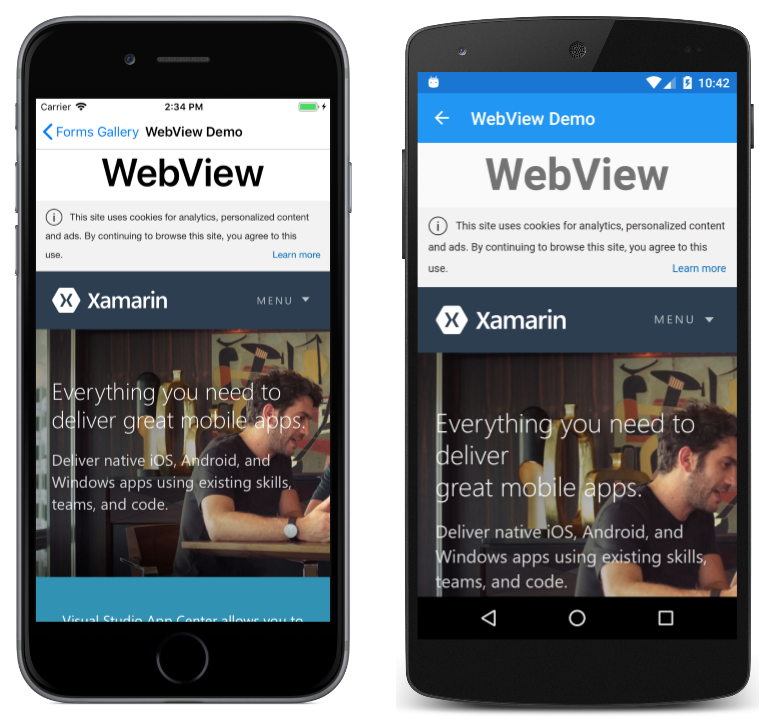 Carrier 2:34 PM
Forms Gallery WebView Demo
WebView
This site uses cookies for analytics, personalized content
and ads. By continuing to browse this site, you agree to this
use. Learn more
Xamarin MENU
Everything you need to
deliver great mobile apps.
Deliver native iOS, Android, and
Windows apps using existing skills,
teams, and code.
Visual Studio App Center allows you to
10:42
WebView Demo
WebView
This site uses cookies for analytics, personalized content
and ads. By continuing to browse this site, you agree to this
use. Learn more
Xamarin MENU
Everything you need to
deliver
great mobile apps.
Deliver native iOS, Android, and
Windows apps using existing skills,
teams, and code.